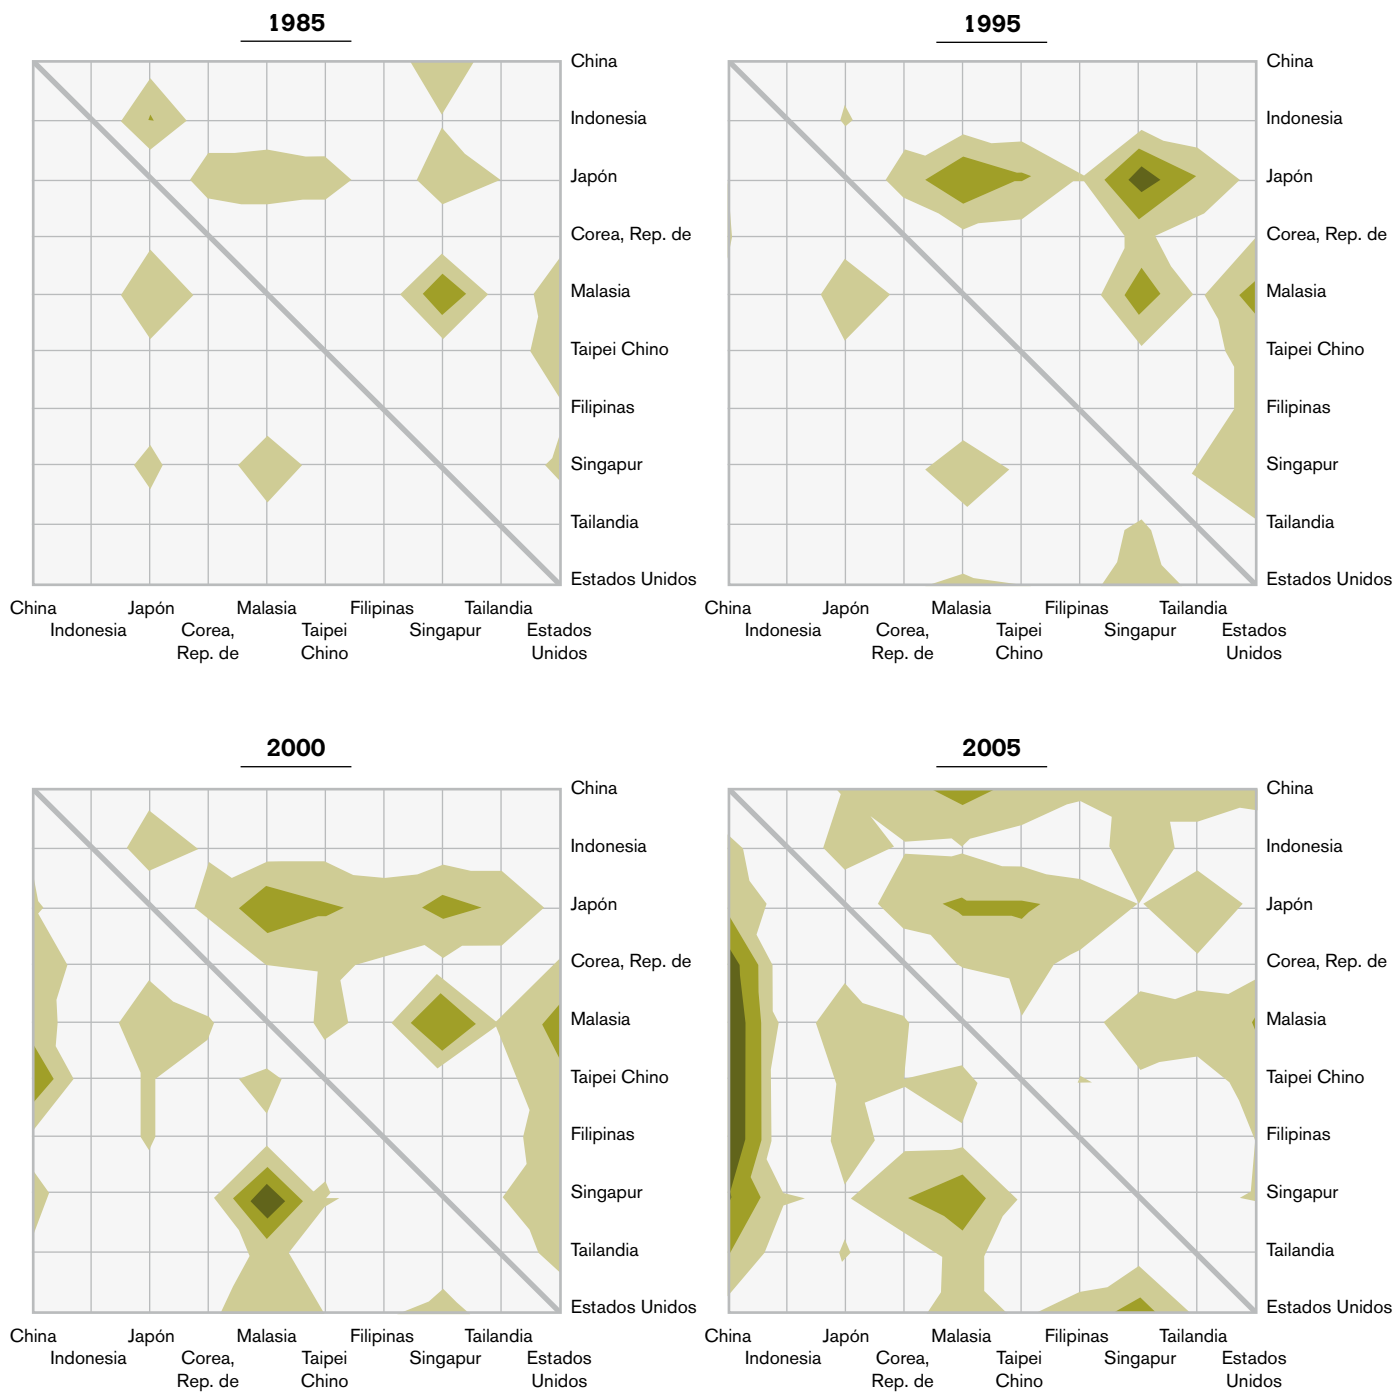 1985
China
Indonesia
Japón
Corea, Rep. de
Malasia
Taipei Chino
Filipinas
Singapur
Tailandia
Estados Unidos
China
Japón
Malasia
Filipinas
Tailandia
Indonesia
Corea,
Rep. de
Taipei
Chino
Singapur
Estados
Unidos
1995
China
Indonesia
Japón
Corea, Rep. de
Malasia
Taipei Chino
Filipinas
Singapur
Tailandia
Estados Unidos
China
Japón
Malasia
Filipinas
Tailandia
Indonesia
Corea,
Rep. de
Taipei
Chino
Singapur
Estados
Unidos
2000
China
Indonesia
Japón
Corea, Rep. de
Malasia
Taipei Chino
Filipinas
Singapur
Tailandia
Estados Unidos
China
Japón
Malasia
Filipinas
Tailandia
Indonesia
Corea,
Rep. de
Taipei
Chino
Singapur
Estados
Unidos
2005
China
Indonesia
Japón
Corea, Rep. de
Malasia
Taipei Chino
Filipinas
Singapur
Tailandia
Estados Unidos
China
Japón
Malasia
Filipinas
Tailandia
Indonesia
Corea,
Rep. de
Taipei
Chino
Singapur
Estados
Unidos